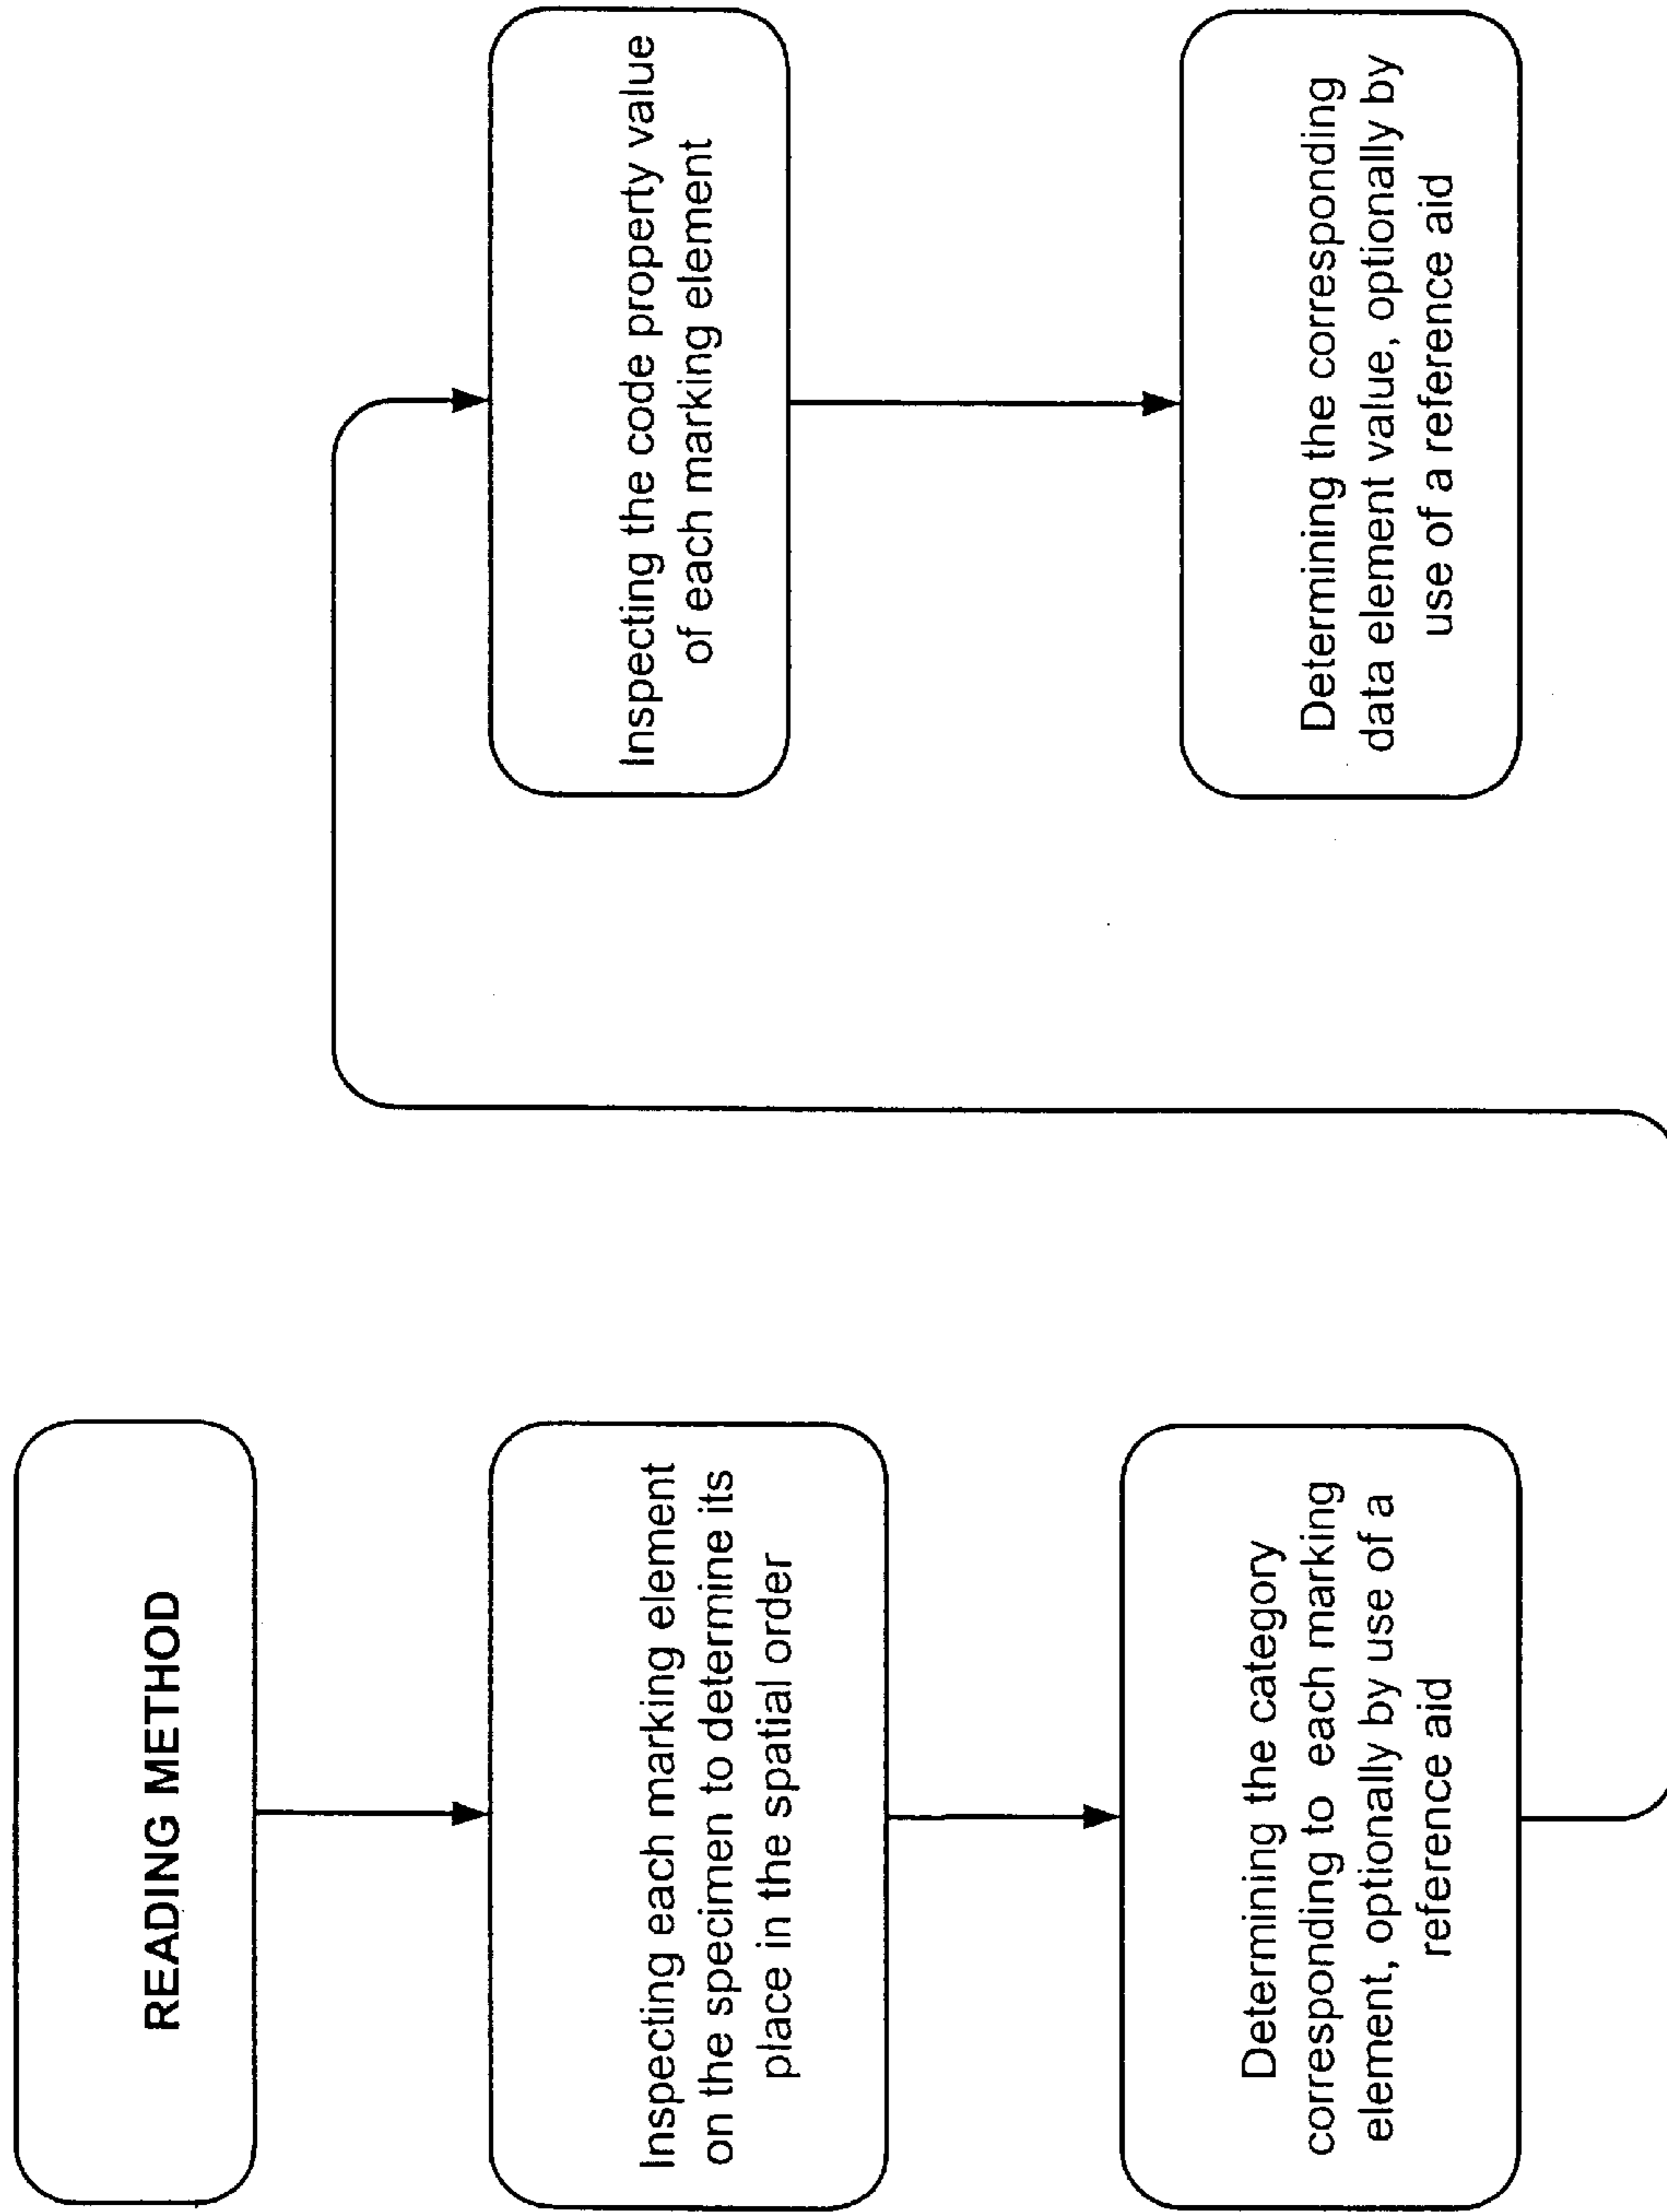 READING METHOD
Inspecting each marking element
on the specimen to determine its
place in the spatial order
Determining the category
corresponding to each marking
element, optionally by use of a
reference aid
Inspecting the code property value
of each marking element
Determining the corresponding
data element value, optionally by
use of a reference aid